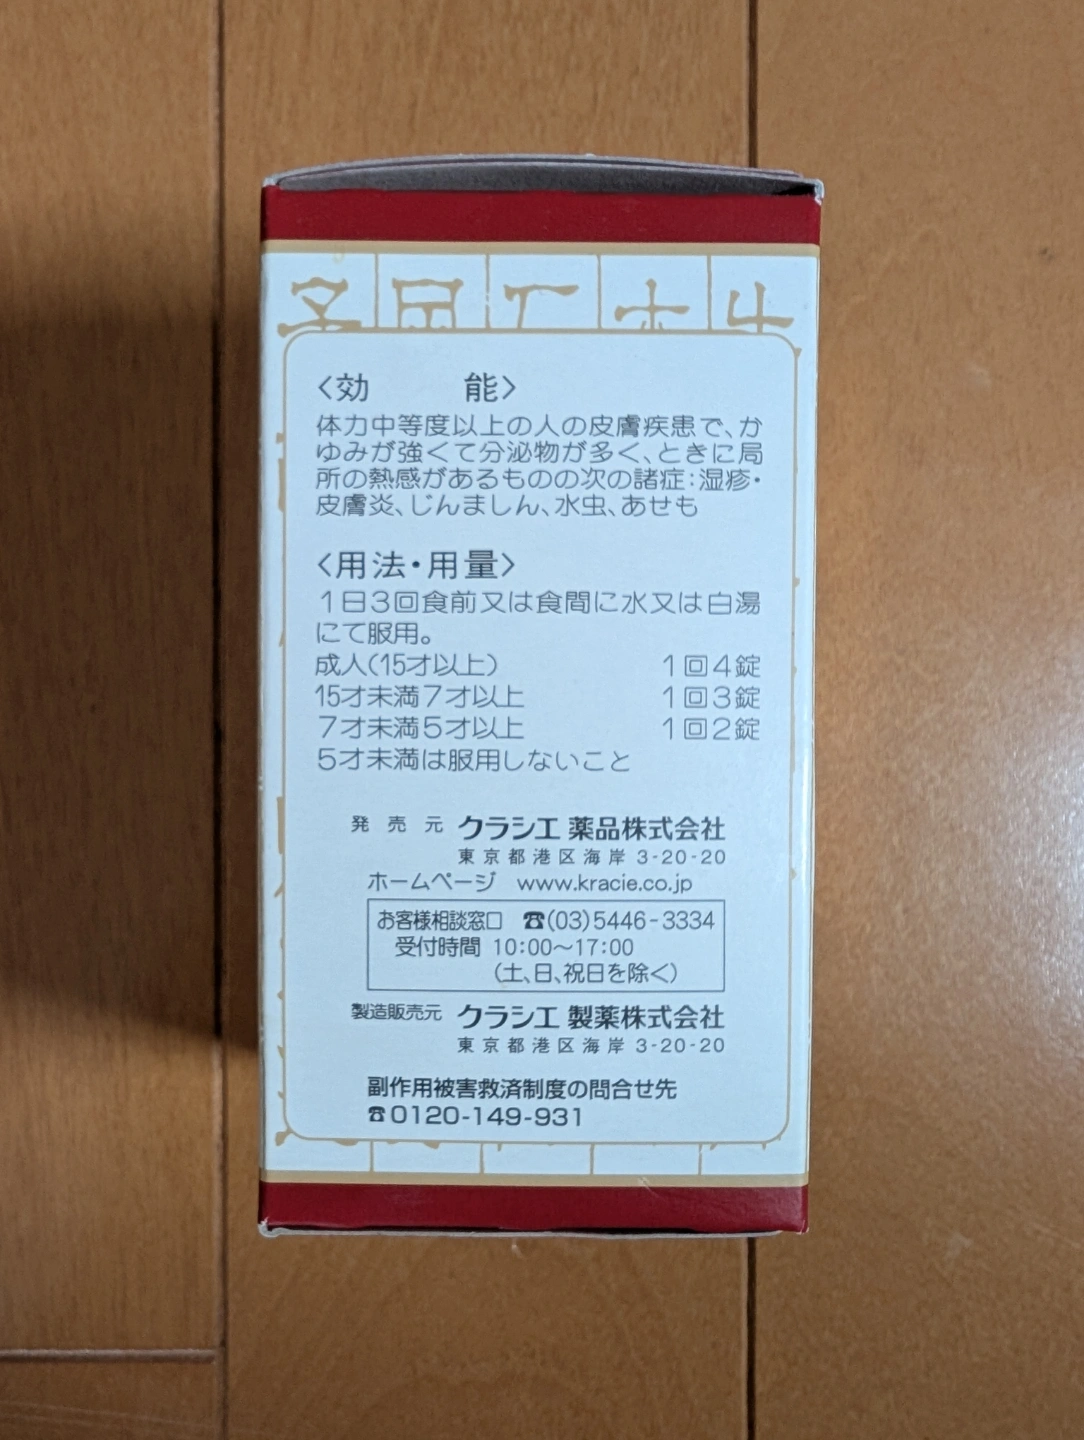 〈効　　　能〉
体力中等度以上の人の皮膚疾患で、か
ゆみが強くて分泌物が多く、ときに局
所の熱感があるものの次の諸症：湿疹・
皮膚炎、じんましん、水虫、あせも
〈用法・用量〉
1日3回食前又は食間に水又は白湯
にて服用。
成人(15才以上)　1回4錠
15才未満7才以上　1回3錠
7才未満5才以上　1回2錠
5才未満は服用しないこと
発売元 クラシエ薬品株式会社
東京都港区海岸 3-20-20
ホームページ www.kracie.co.jp
お客様相談窓口 ☎(03)5446-3334
受付時間 10:00〜17:00
(土、日、祝日を除く)
製造販売元 クラシエ製薬株式会社
東京都港区海岸 3-20-20
副作用被害救済制度の問合せ先
☎0120-149-931